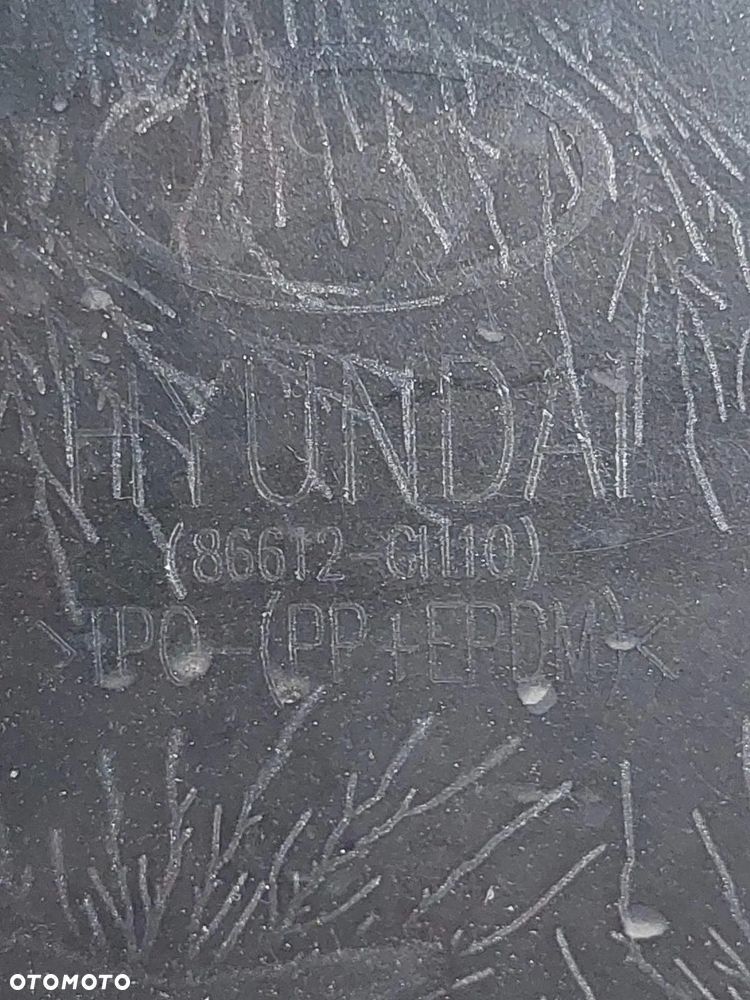 HYUNDAI
(86612-C1110)
>TPO-(PP+EPDM)<
OTOMOTO